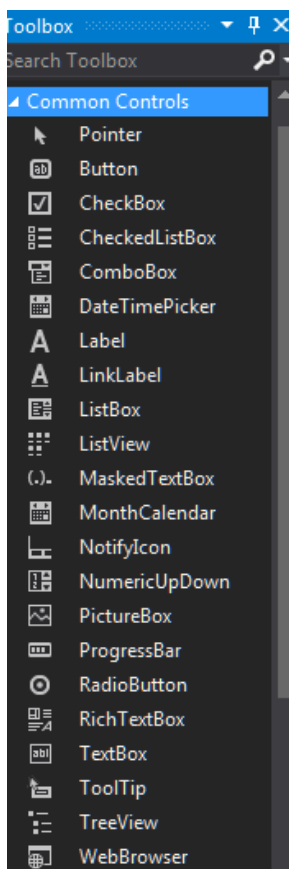 Toolbox
Search Toolbox
Common Controls
Pointer
Button
CheckBox
CheckedListBox
ComboBox
DateTimePicker
Label
LinkLabel
ListBox
ListView
MaskedTextBox
MonthCalendar
NotifyIcon
NumericUpDown
PictureBox
ProgressBar
RadioButton
RichTextBox
TextBox
ToolTip
TreeView
WebBrowser